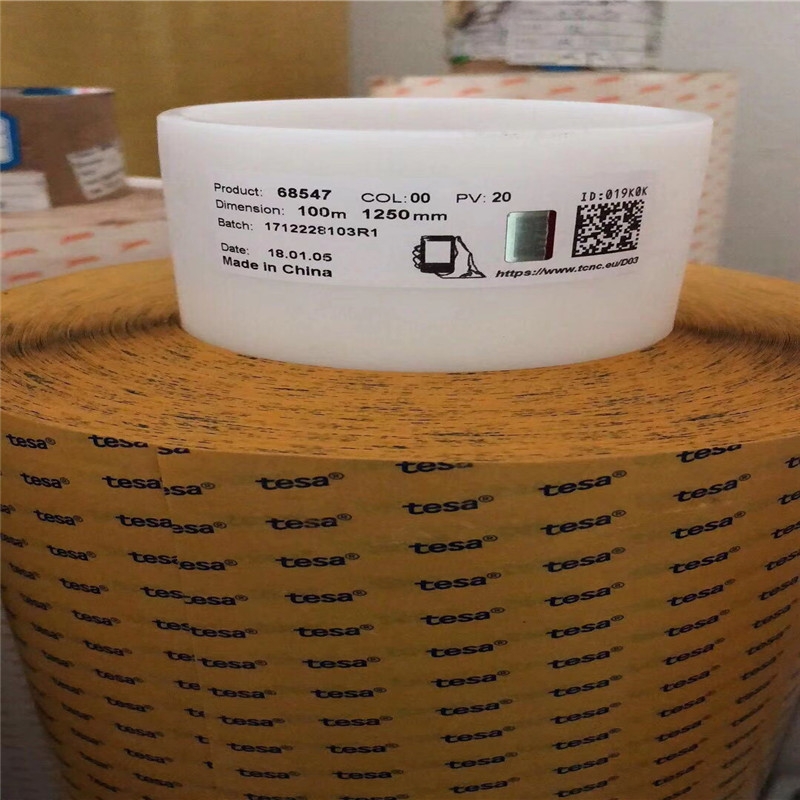 Product: 68547 COL:00 PV: 20
ID:019K0K
Dimension: 100m 1250mm
Batch: 1712228103R1
Date: 18.01.05
Made in China
https://www.tcnc.eu/D03
tesa®